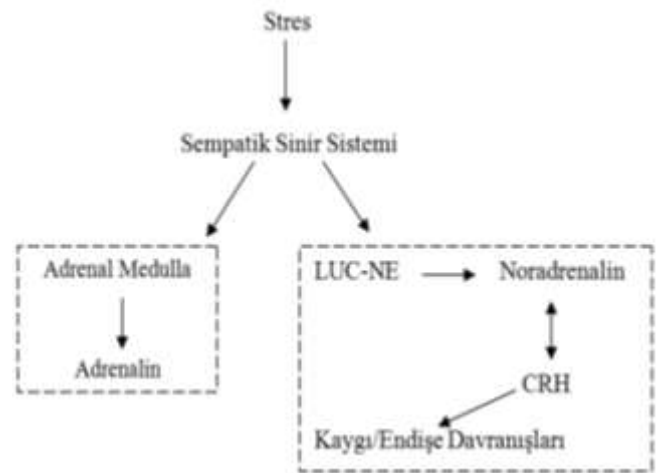 Stres
Sempatik Sinir Sistemi
Adrenal Medulla
Adrenalin
LUC-NE
Noradrenalin
CRH
Kaygı/Endişe Davranışları